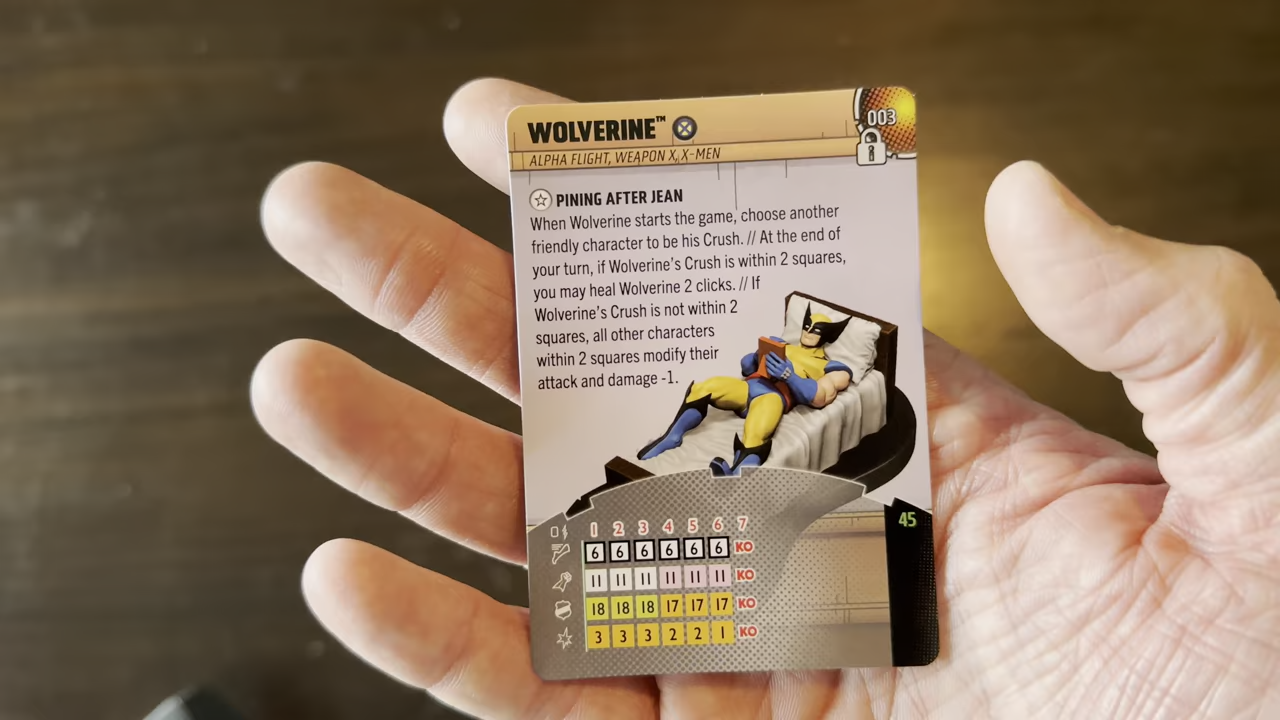 WOLVERINE™
003
ALPHA FLIGHT, WEAPON X, X-MEN
PINING AFTER JEAN
When Wolverine starts the game, choose another
friendly character to be his Crush. // At the end of
your turn, if Wolverine's Crush is within 2 squares,
you may heal Wolverine 2 clicks. // If
Wolverine's Crush is not within 2
squares, all other characters
within 2 squares modify their
attack and damage -1.
45
1 2 3 4 5 6 7
6 6 6 6 6 6 KO
11 11 11 11 11 11 KO
18 18 18 17 17 17 KO
3 3 3 2 2 1 KO